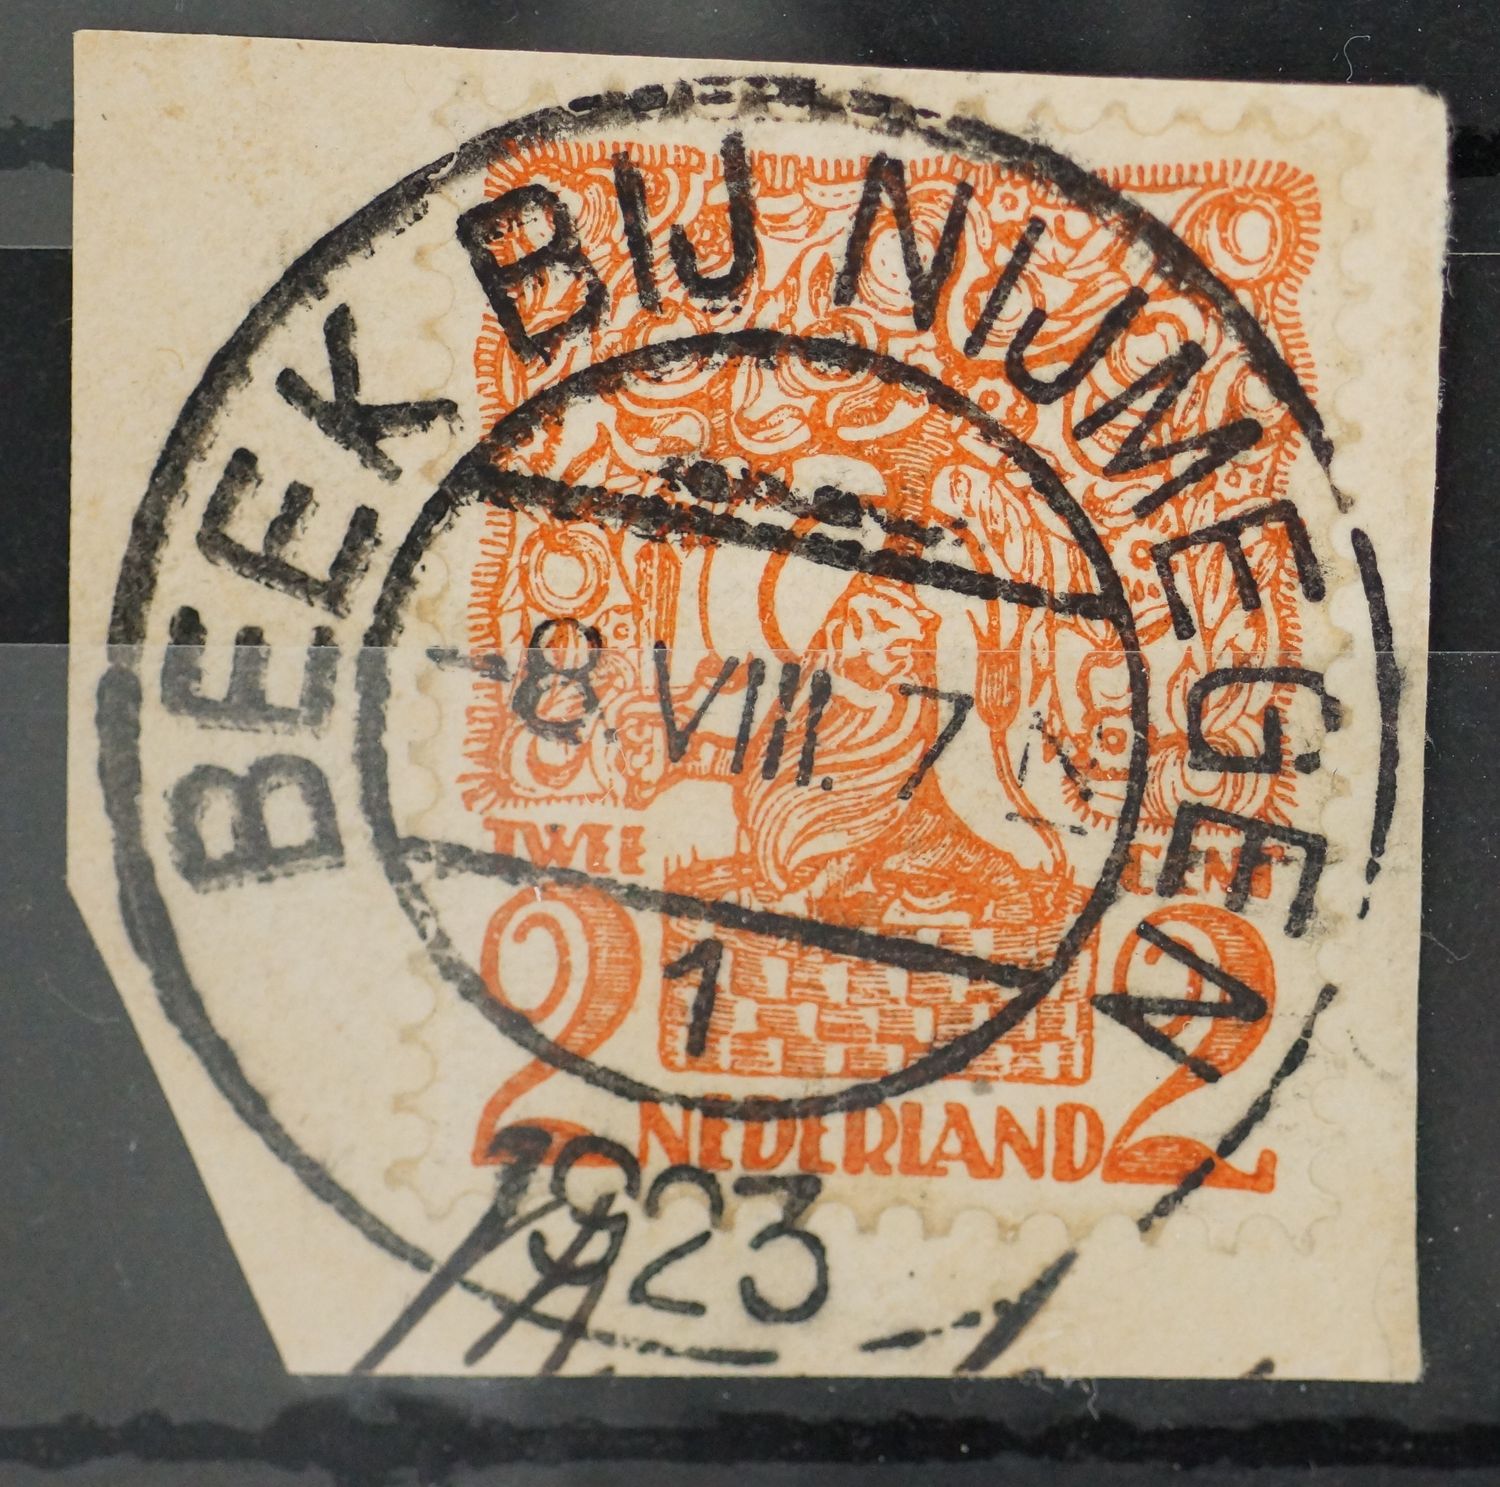 BEEK BIJ NIJMEGEN
-8.VIII.7 N
1
1923
TWEE CENT
2 2
NEDERLAND